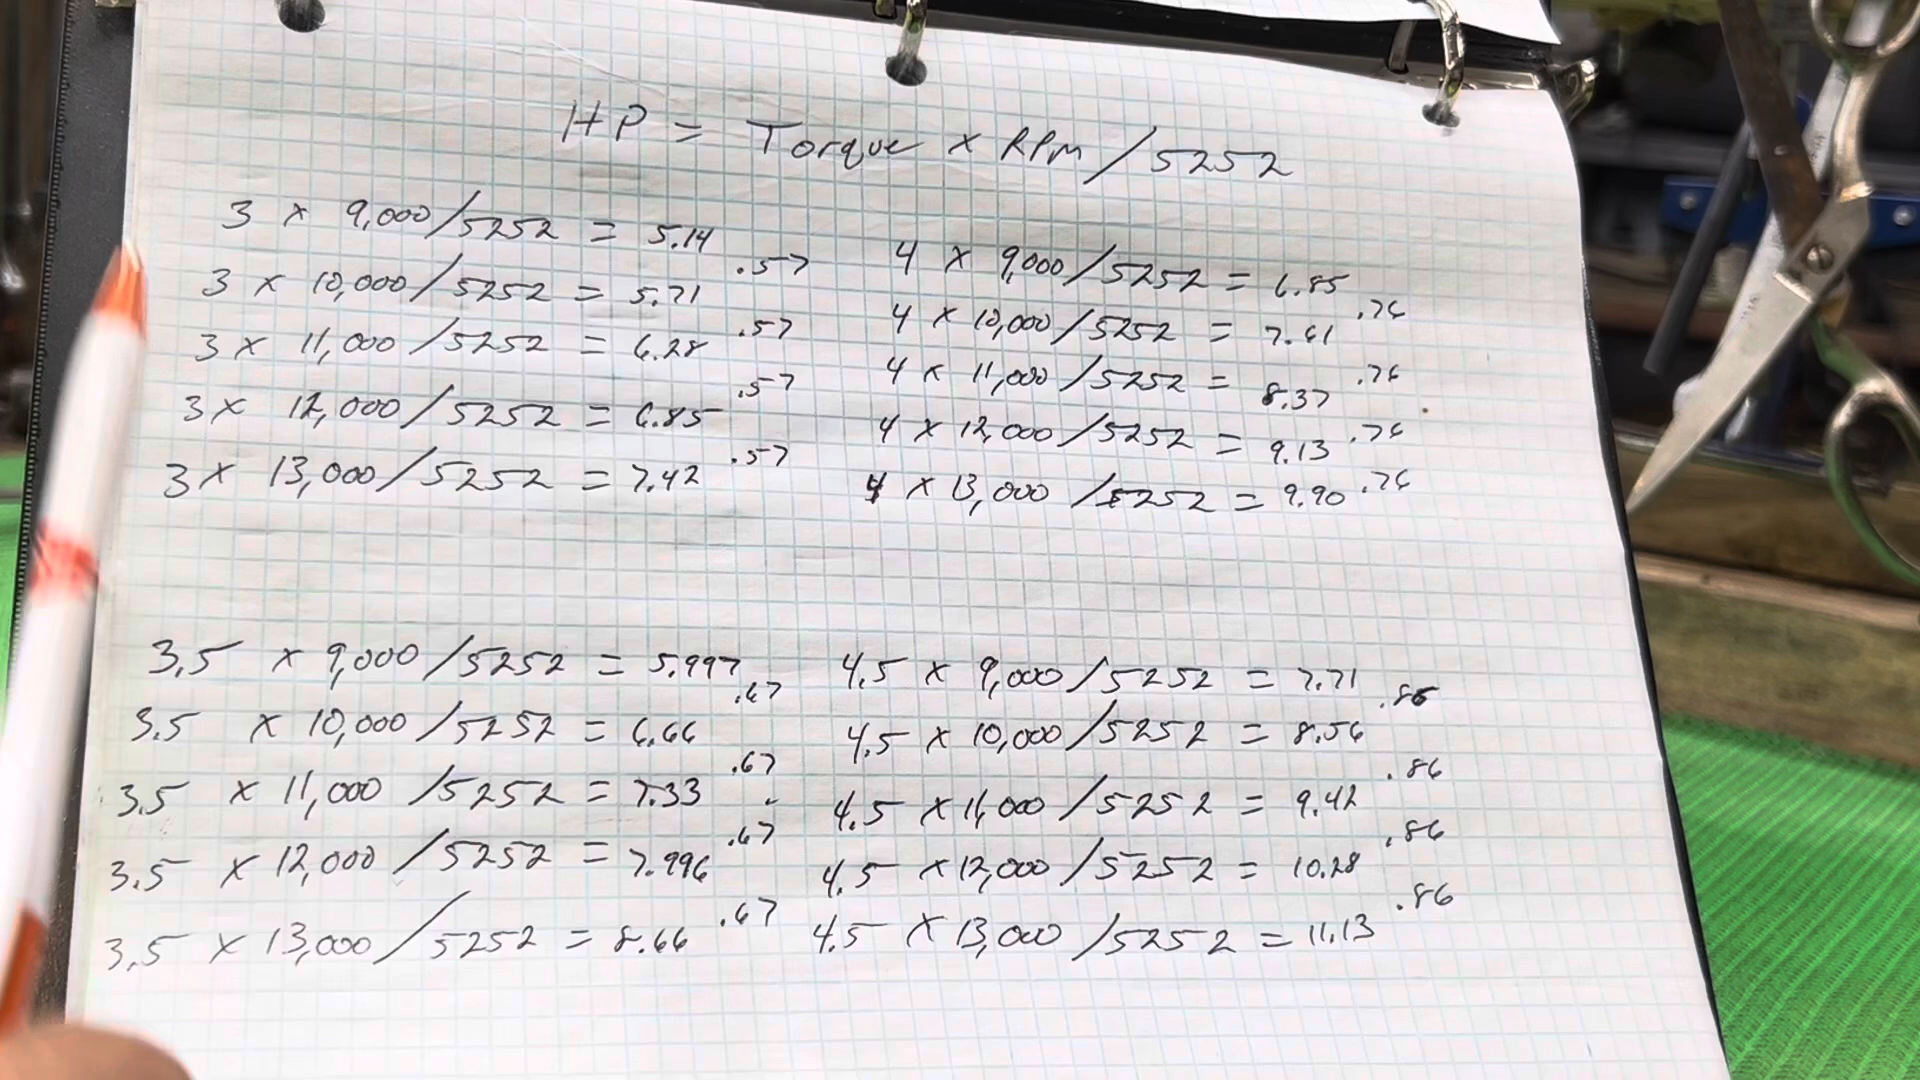 HP = Torque x RPM / 5252
3 x 9,000 / 5252 = 5.14
.57
3 x 10,000 / 5252 = 5.71
.57
3 x 11,000 / 5252 = 6.28
.57
3 x 12,000 / 5252 = 6.85
.57
3 x 13,000 / 5252 = 7.42
4 x 9,000 / 5252 = 6.85
.76
4 x 10,000 / 5252 = 7.61
.76
4 x 11,000 / 5252 = 8.37
.76
4 x 12,000 / 5252 = 9.13
.76
4 x 13,000 / 5252 = 9.90
3.5 x 9,000 / 5252 = 5.997
.67
3.5 x 10,000 / 5252 = 6.66
.67
3.5 x 11,000 / 5252 = 7.33
.67
3.5 x 12,000 / 5252 = 7.996
.67
3.5 x 13,000 / 5252 = 8.66
4.5 x 9,000 / 5252 = 7.71
.86
4.5 x 10,000 / 5252 = 8.56
.86
4.5 x 11,000 / 5252 = 9.42
.86
4.5 x 12,000 / 5252 = 10.28
.86
4.5 x 13,000 / 5252 = 11.13